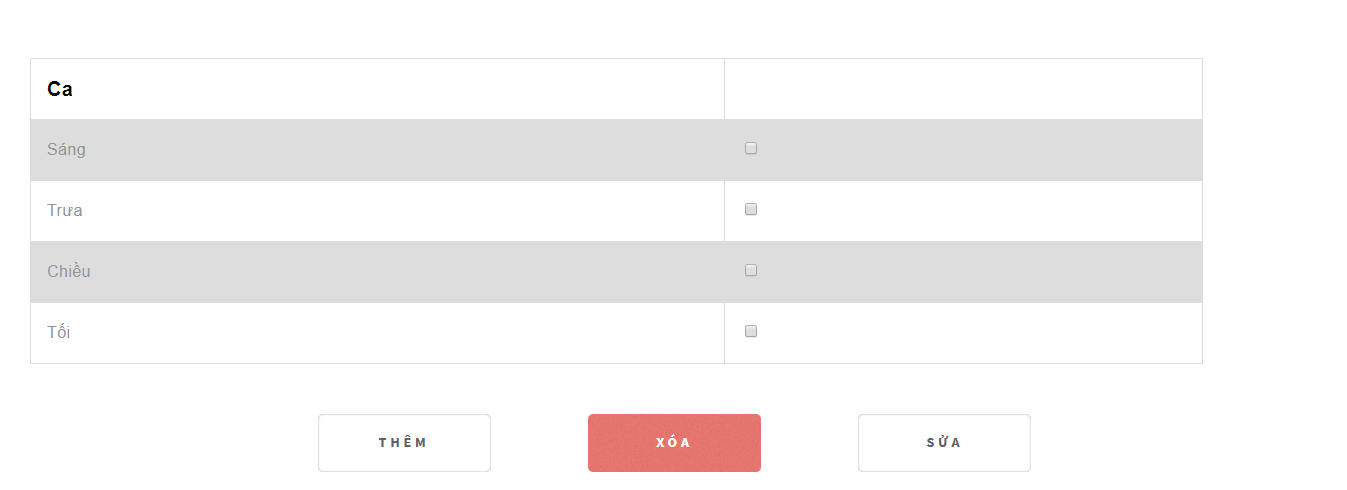 Ca
Sáng
Trưa
Chiều
Tối
THÊM XÓA SỬA